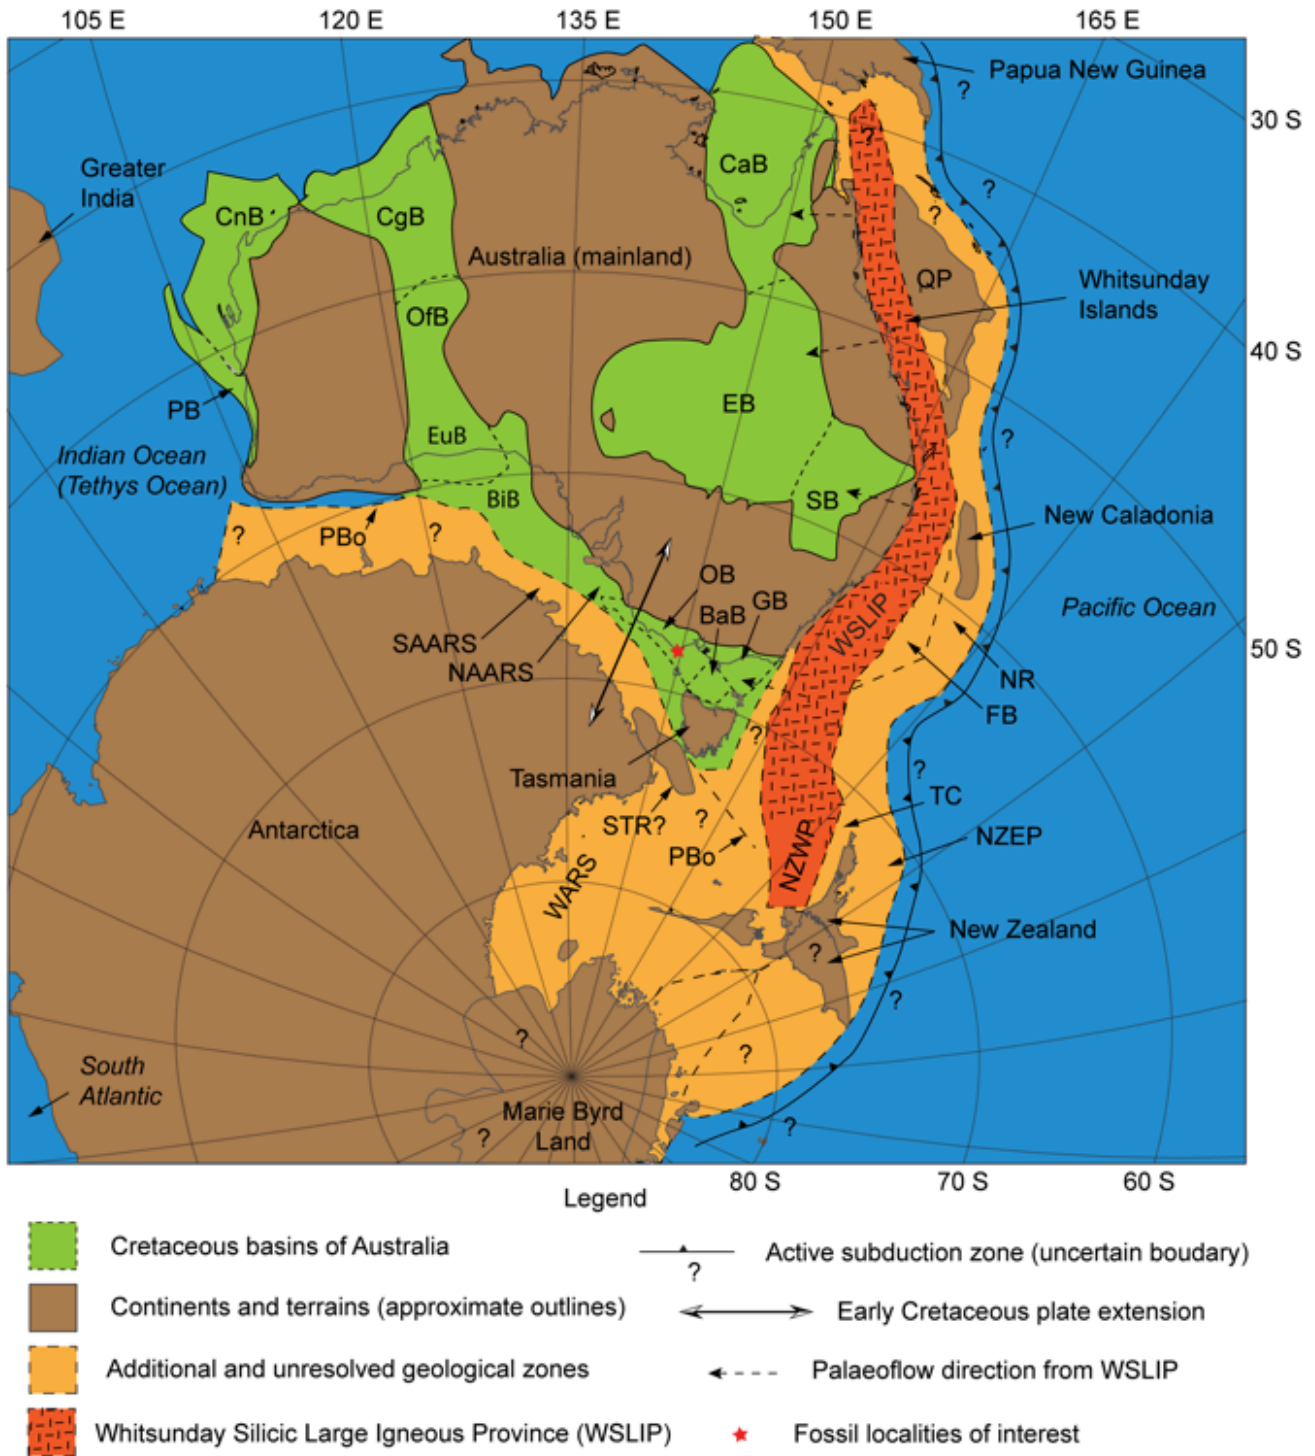 105 E
120 E
135 E
150 E
165 E
Papua New Guinea
?
30 S
Greater
India
CnB
CgB
CaB
?
?
?
Australia (mainland)
QP
Whitsunday
Islands
OfB
40 S
PB
EB
EuB
?
Indian Ocean
(Tethys Ocean)
BiB
SB
New Caladonia
?
PBo
?
OB
BaB
GB
WSLIP
Pacific Ocean
SAARS
NAARS
50 S
NR
FB
?
?
Tasmania
TC
STR?
?
PBo
NZWP
NZEP
Antarctica
WARS
New Zealand
?
?
?
?
South
Atlantic
Marie Byrd
Land
?
?
80 S
70 S
60 S
Legend
Cretaceous basins of Australia
Active subduction zone (uncertain boudary)
?
Continents and terrains (approximate outlines)
Early Cretaceous plate extension
Additional and unresolved geological zones
Palaeoflow direction from WSLIP
Whitsunday Silicic Large Igneous Province (WSLIP)
Fossil localities of interest